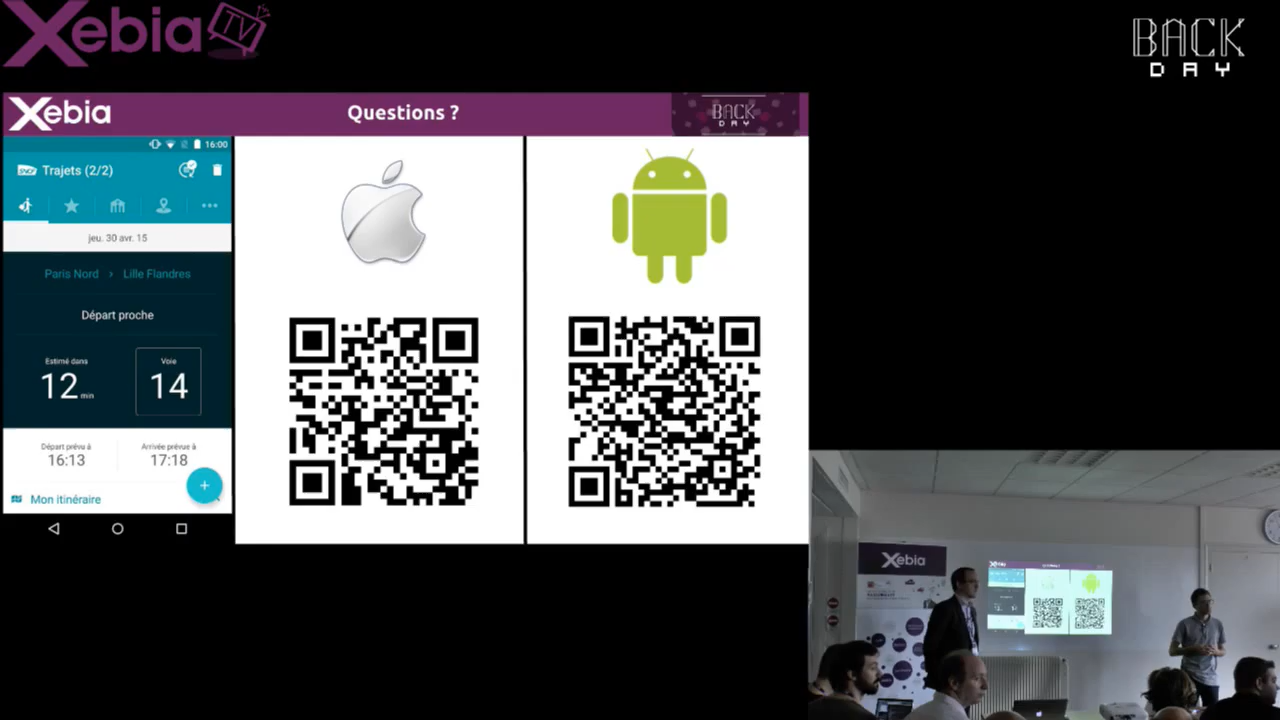 Xebia TV
BACK
DAY
Xebia
Questions ?
BACK
DAY
16:00
SNCF Trajets (2/2)
jeu. 30 avr. 15
Paris Nord > Lille Flandres
Départ proche
Estimé dans
12 min
Voie
14
Départ prévu à
16:13
Arrivée prévue à
17:18
+
Mon itinéraire
Xebia